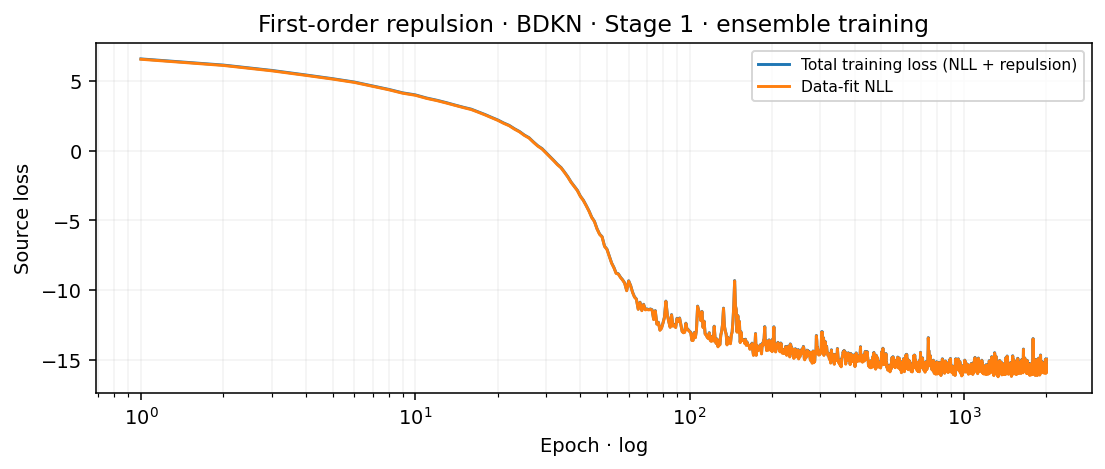 First-order repulsion · BDKN · Stage 1 · ensemble training
Total training loss (NLL + repulsion)
Data-fit NLL
Source loss
5
0
−5
−10
−15
10⁰ 10¹ 10² 10³
Epoch · log